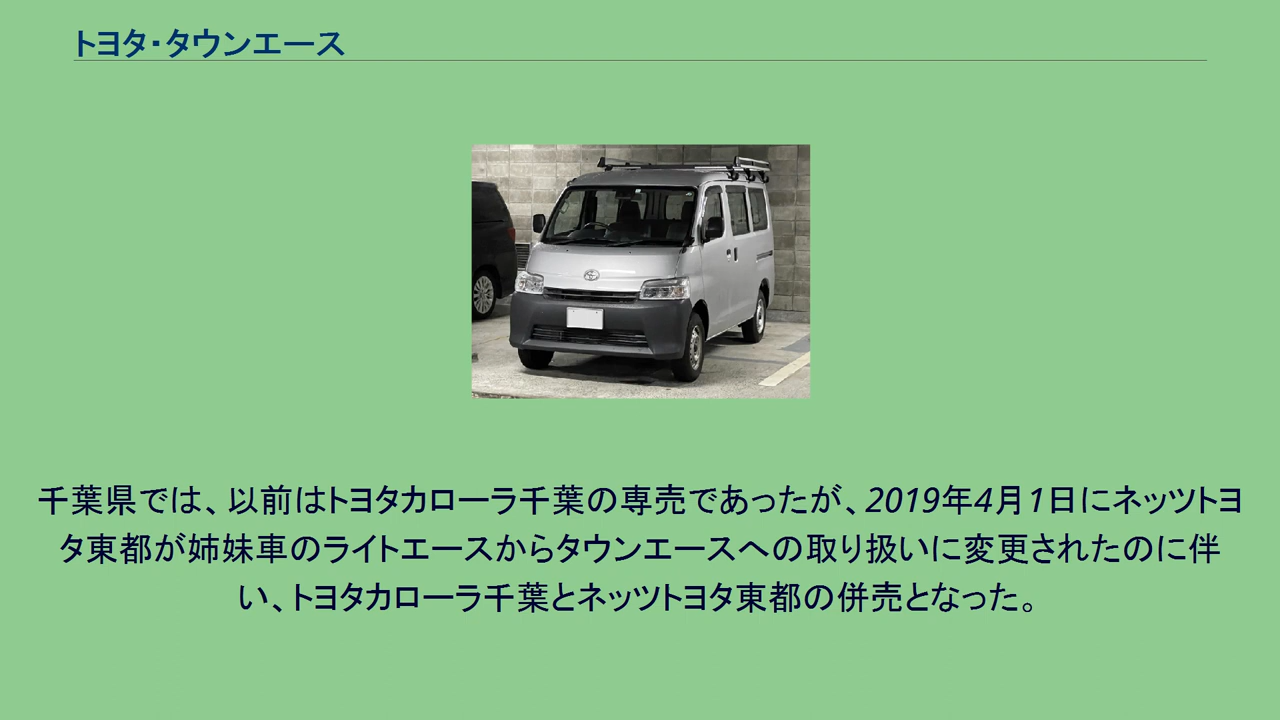 トヨタ・タウンエース
千葉県では、以前はトヨタカローラ千葉の専売であったが、2019年4月1日にネッツトヨ
タ東都が姉妹車のライトエースからタウンエースへの取り扱いに変更されたのに伴
い、トヨタカローラ千葉とネッツトヨタ東都の併売となった。